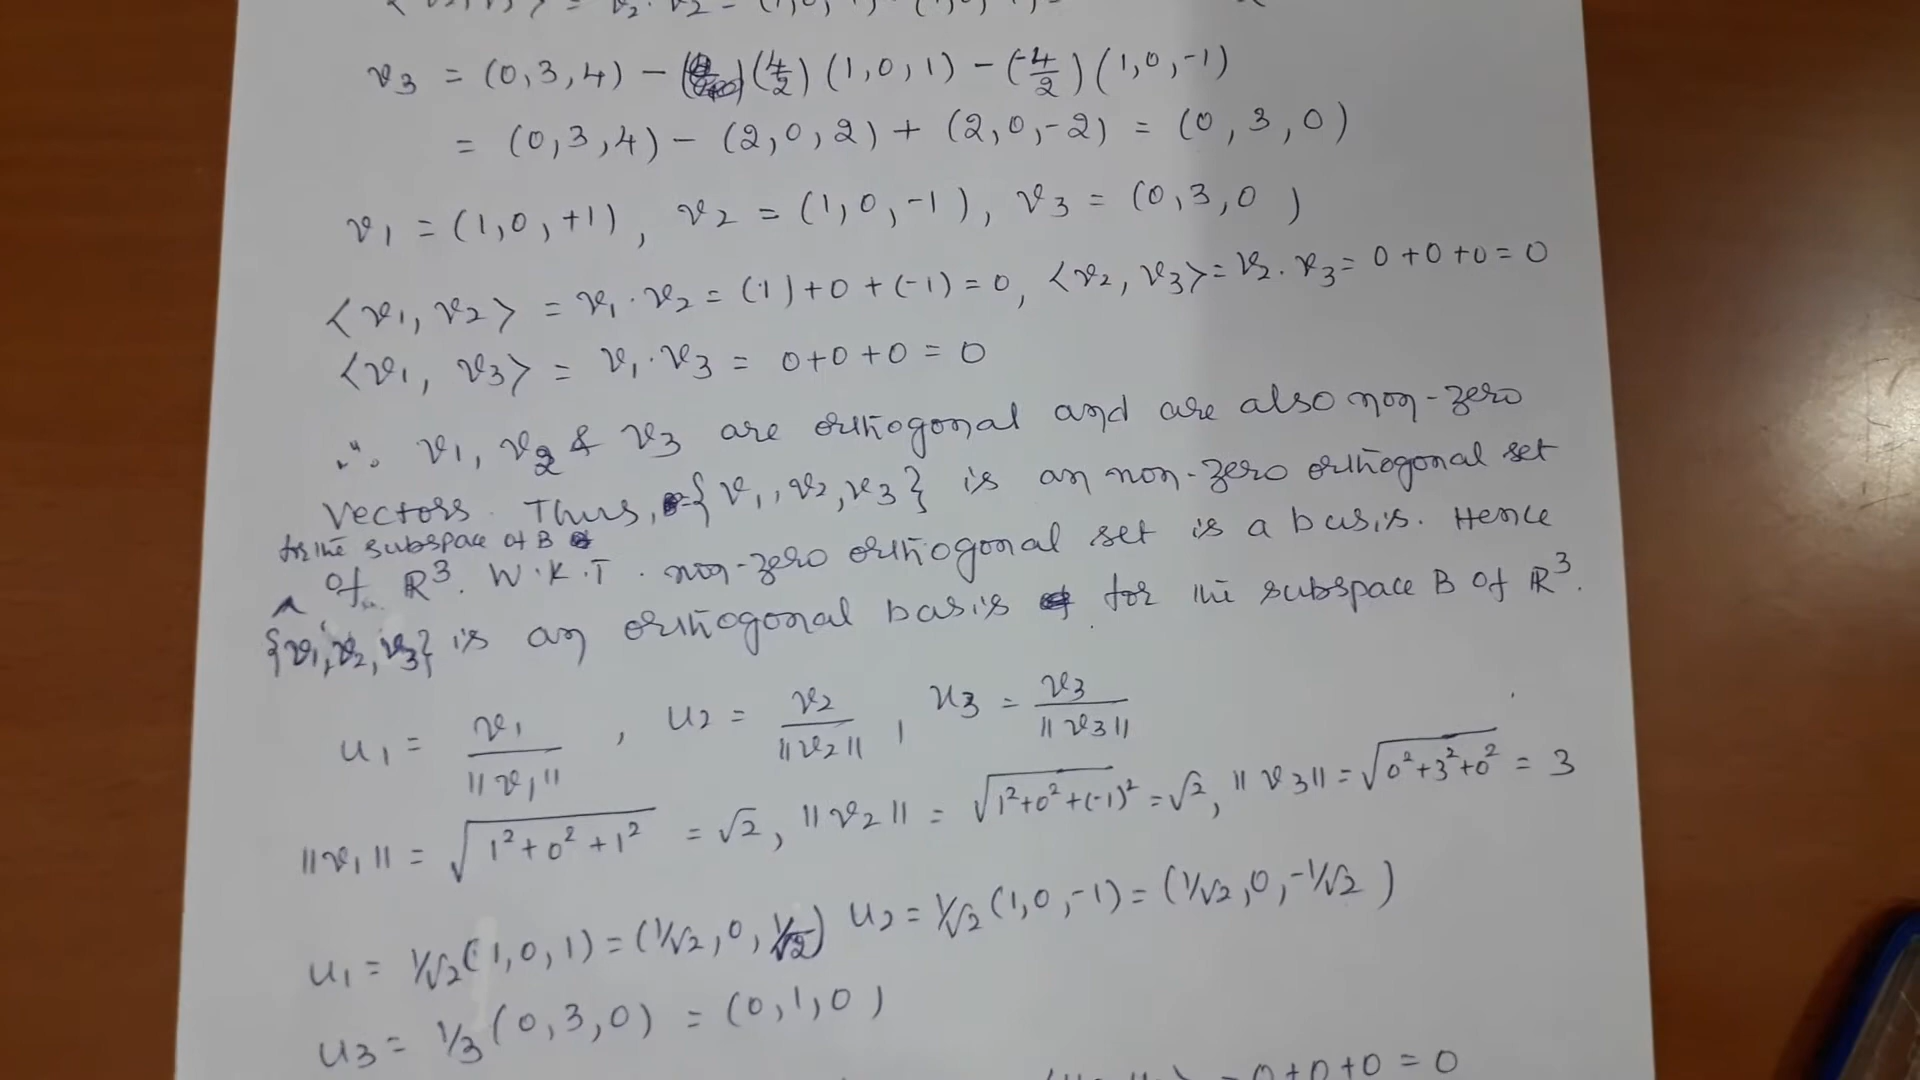 v3 = (0,3,4) - (4/2)(1,0,1) - (-4/2)(1,0,-1)
= (0,3,4) - (2,0,2) + (2,0,-2) = (0,3,0)
v1 = (1,0,+1), v2 = (1,0,-1), v3 = (0,3,0)
<v1, v2> = v1·v2 = (1)+0+(-1) = 0, <v2, v3> = v2·v3 = 0+0+0 = 0
<v1, v3> = v1·v3 = 0+0+0 = 0
∴ v1, v2 & v3 are orthogonal and are also non-zero
vectors. Thus, {v1, v2, v3} is an non-zero orthogonal set
for the subspace of B
of R³. W.K.T. non-zero orthogonal set is a basis. Hence
{v1, v2, v3} is an orthogonal basis for the subspace B of R³.
u1 = v1/||v1||, u2 = v2/||v2||, u3 = v3/||v3||
||v1|| = √(1²+0²+1²) = √2, ||v2|| = √(1²+0²+(-1)²) = √2, ||v3|| = √(0²+3²+0²) = 3
u1 = 1/√2(1,0,1) = (1/√2, 0, 1/√2) u2 = 1/√2(1,0,-1) = (1/√2, 0, -1/√2)
u3 = 1/3(0,3,0) = (0,1,0)
0+0+0 = 0